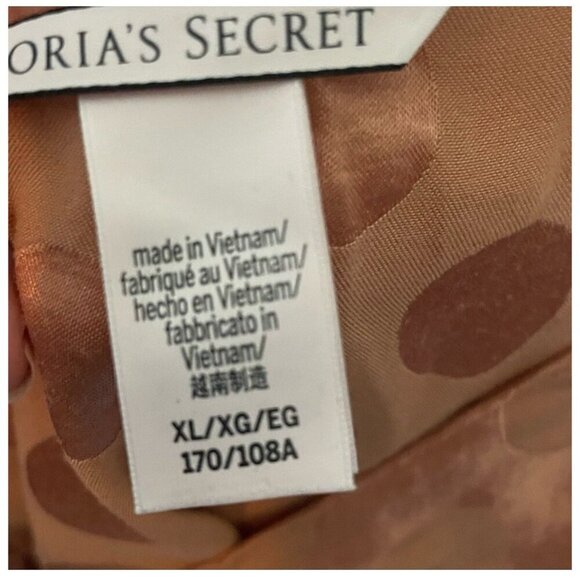 ORIA'S SECRET
made in Vietnam/
fabriqué au Vietnam/
hecho en Vietnam/
fabbricato in
Vietnam/
越南制造
XL/XG/EG
170/108A